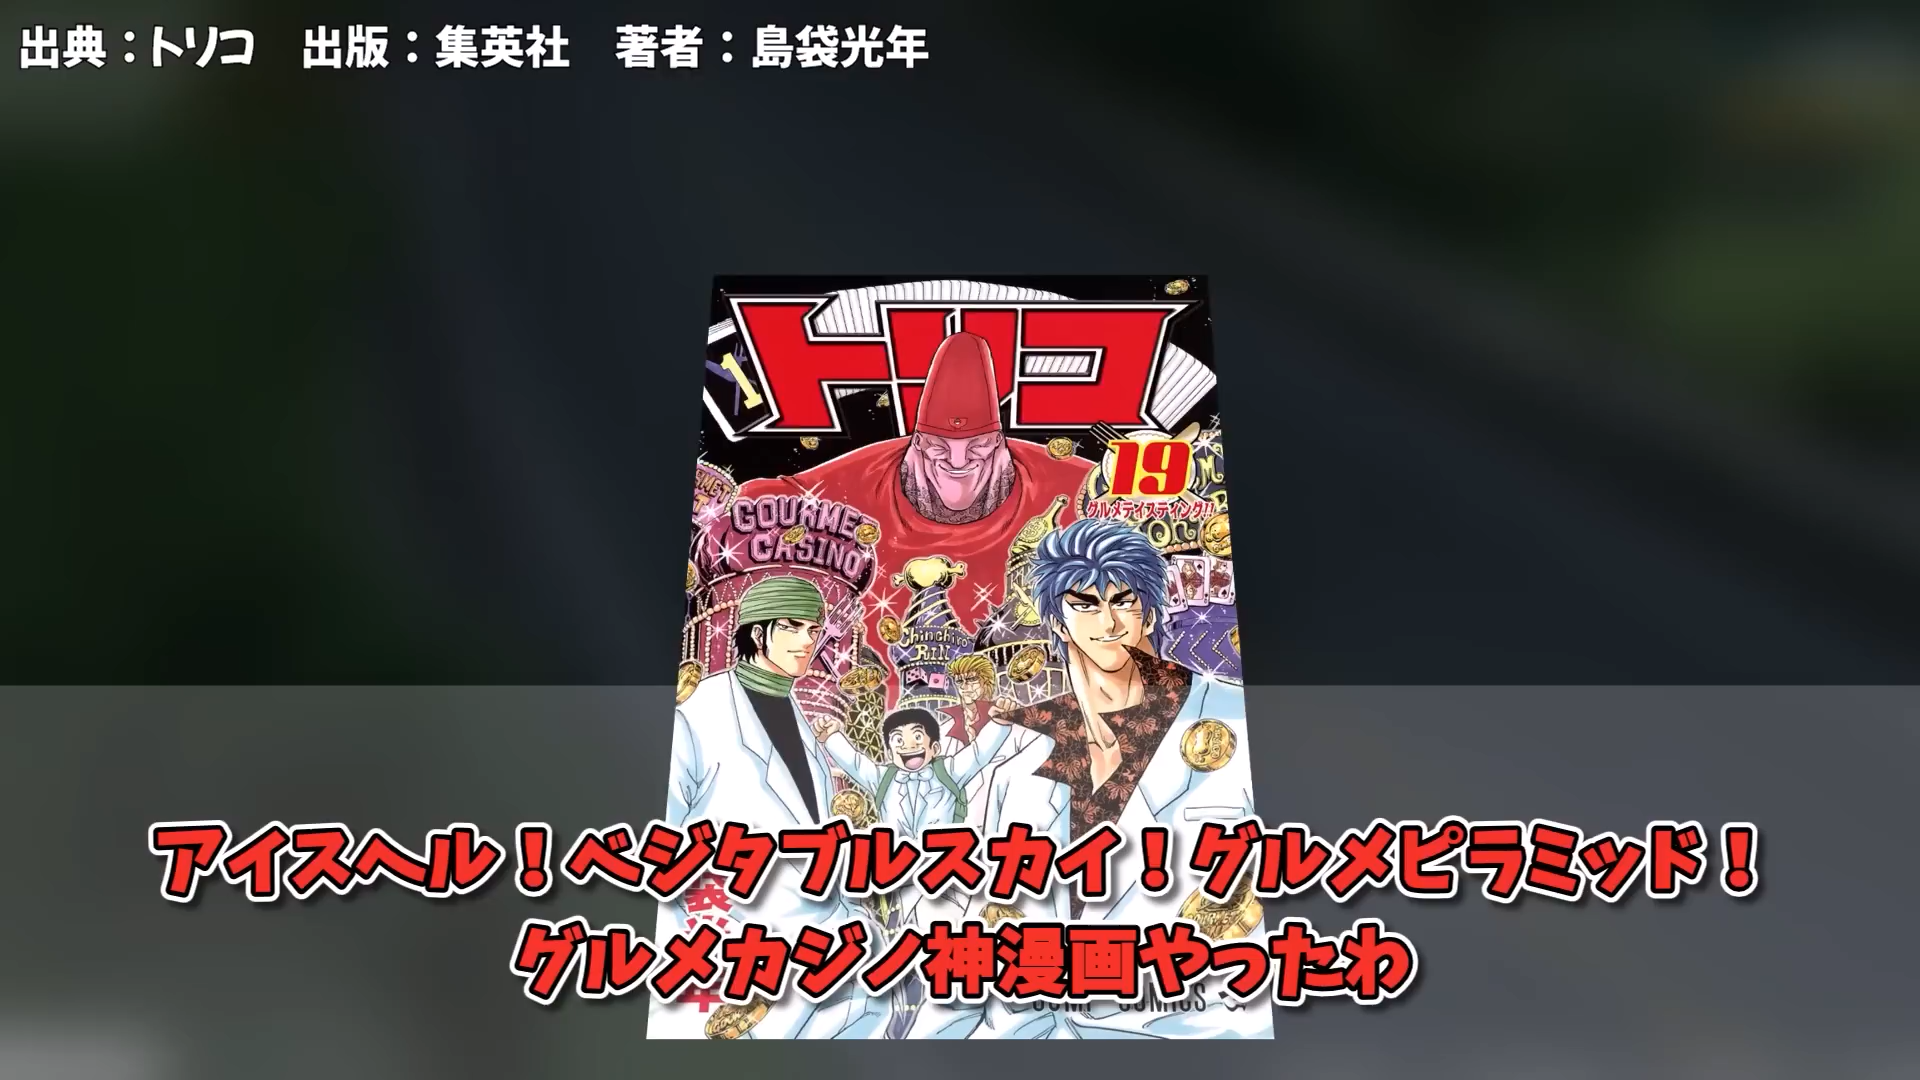 出典：トリコ　出版：集英社　著者：島袋光年
トリコ
19
グルメテイスティング!!
GOURMET
CASINO
Chinchiro
RIN
アイスヘル！ベジタブルスカイ！グルメピラミッド！
グルメカジノ神漫画やったわ